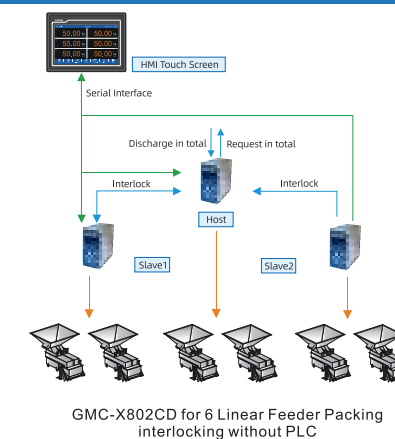 50.00 50.00
50.00 50.00
50.00 50.00
HMI Touch Screen
Serial Interface
Discharge in total
Request in total
Interlock
Interlock
Host
Slave1
Slave2
GMC-X802CD for 6 Linear Feeder Packing
interlocking without PLC